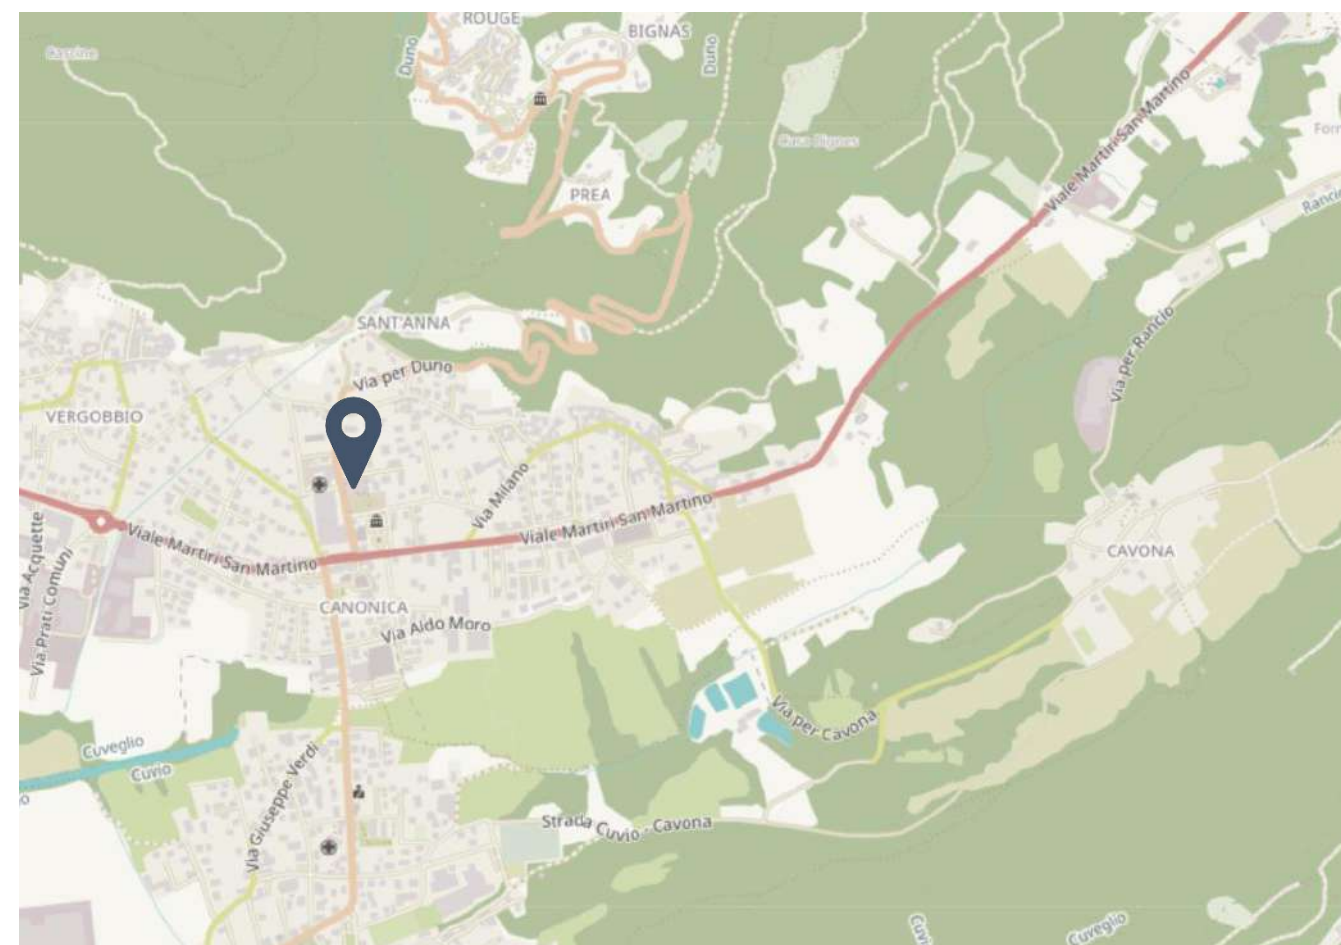 ROUGE
BIGNAS
Cascine
Duno
Duno
Viale Martiri San Martino
Casa Bignes
PREA
Rancio
SANT'ANNA
Via per Duno
Via per Rancio
VERGOBBIO
Via Milano
Viale Martiri San Martino
Viale Martiri San Martino
Via Acquette
Via Prati Comuni
CAVONA
CANONICA
Via Aldo Moro
Via per Cavona
Cuveglio
Cuvio
Via Giuseppe Verdi
Strada Cuvio - Cavona
Cuveglio